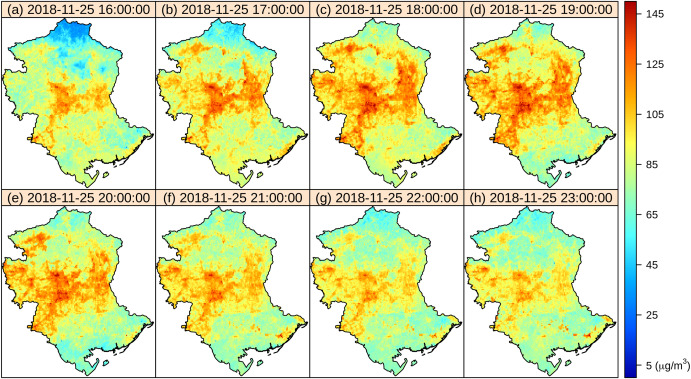 (a) 2018-11-25 16:00:00
(b) 2018-11-25 17:00:00
(c) 2018-11-25 18:00:00
(d) 2018-11-25 19:00:00
(e) 2018-11-25 20:00:00
(f) 2018-11-25 21:00:00
(g) 2018-11-25 22:00:00
(h) 2018-11-25 23:00:00
145
125
105
85
65
45
25
5 (μg/m³)